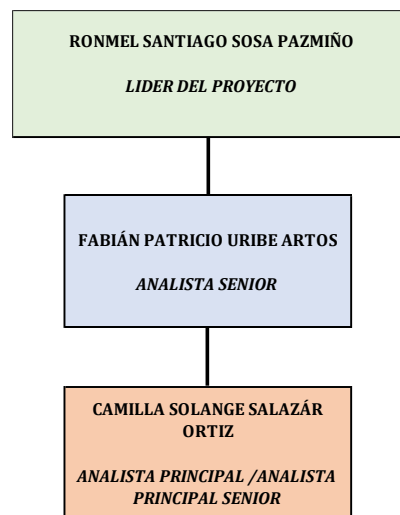 RONMEL SANTIAGO SOSA PAZMIÑO
LIDER DEL PROYECTO
FABIÁN PATRICIO URIBE ARTOS
ANALISTA SENIOR
CAMILLA SOLANGE SALAZÁR
ORTIZ
ANALISTA PRINCIPAL /ANALISTA
PRINCIPAL SENIOR